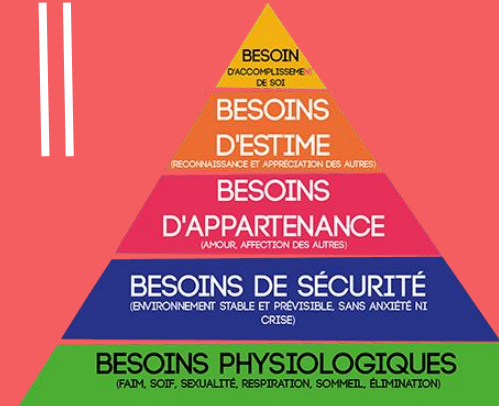 BESOIN
D'ACCOMPLISSEMENT
DE SOI
BESOINS
D'ESTIME
(RECONNAISSANCE ET APPRÉCIATION DES AUTRES)
BESOINS
D'APPARTENANCE
(AMOUR, AFFECTION DES AUTRES)
BESOINS DE SÉCURITÉ
(ENVIRONNEMENT STABLE ET PRÉVISIBLE, SANS ANXIÉTÉ NI
CRISE)
BESOINS PHYSIOLOGIQUES
(FAIM, SOIF, SEXUALITÉ, RESPIRATION, SOMMEIL, ÉLIMINATION)